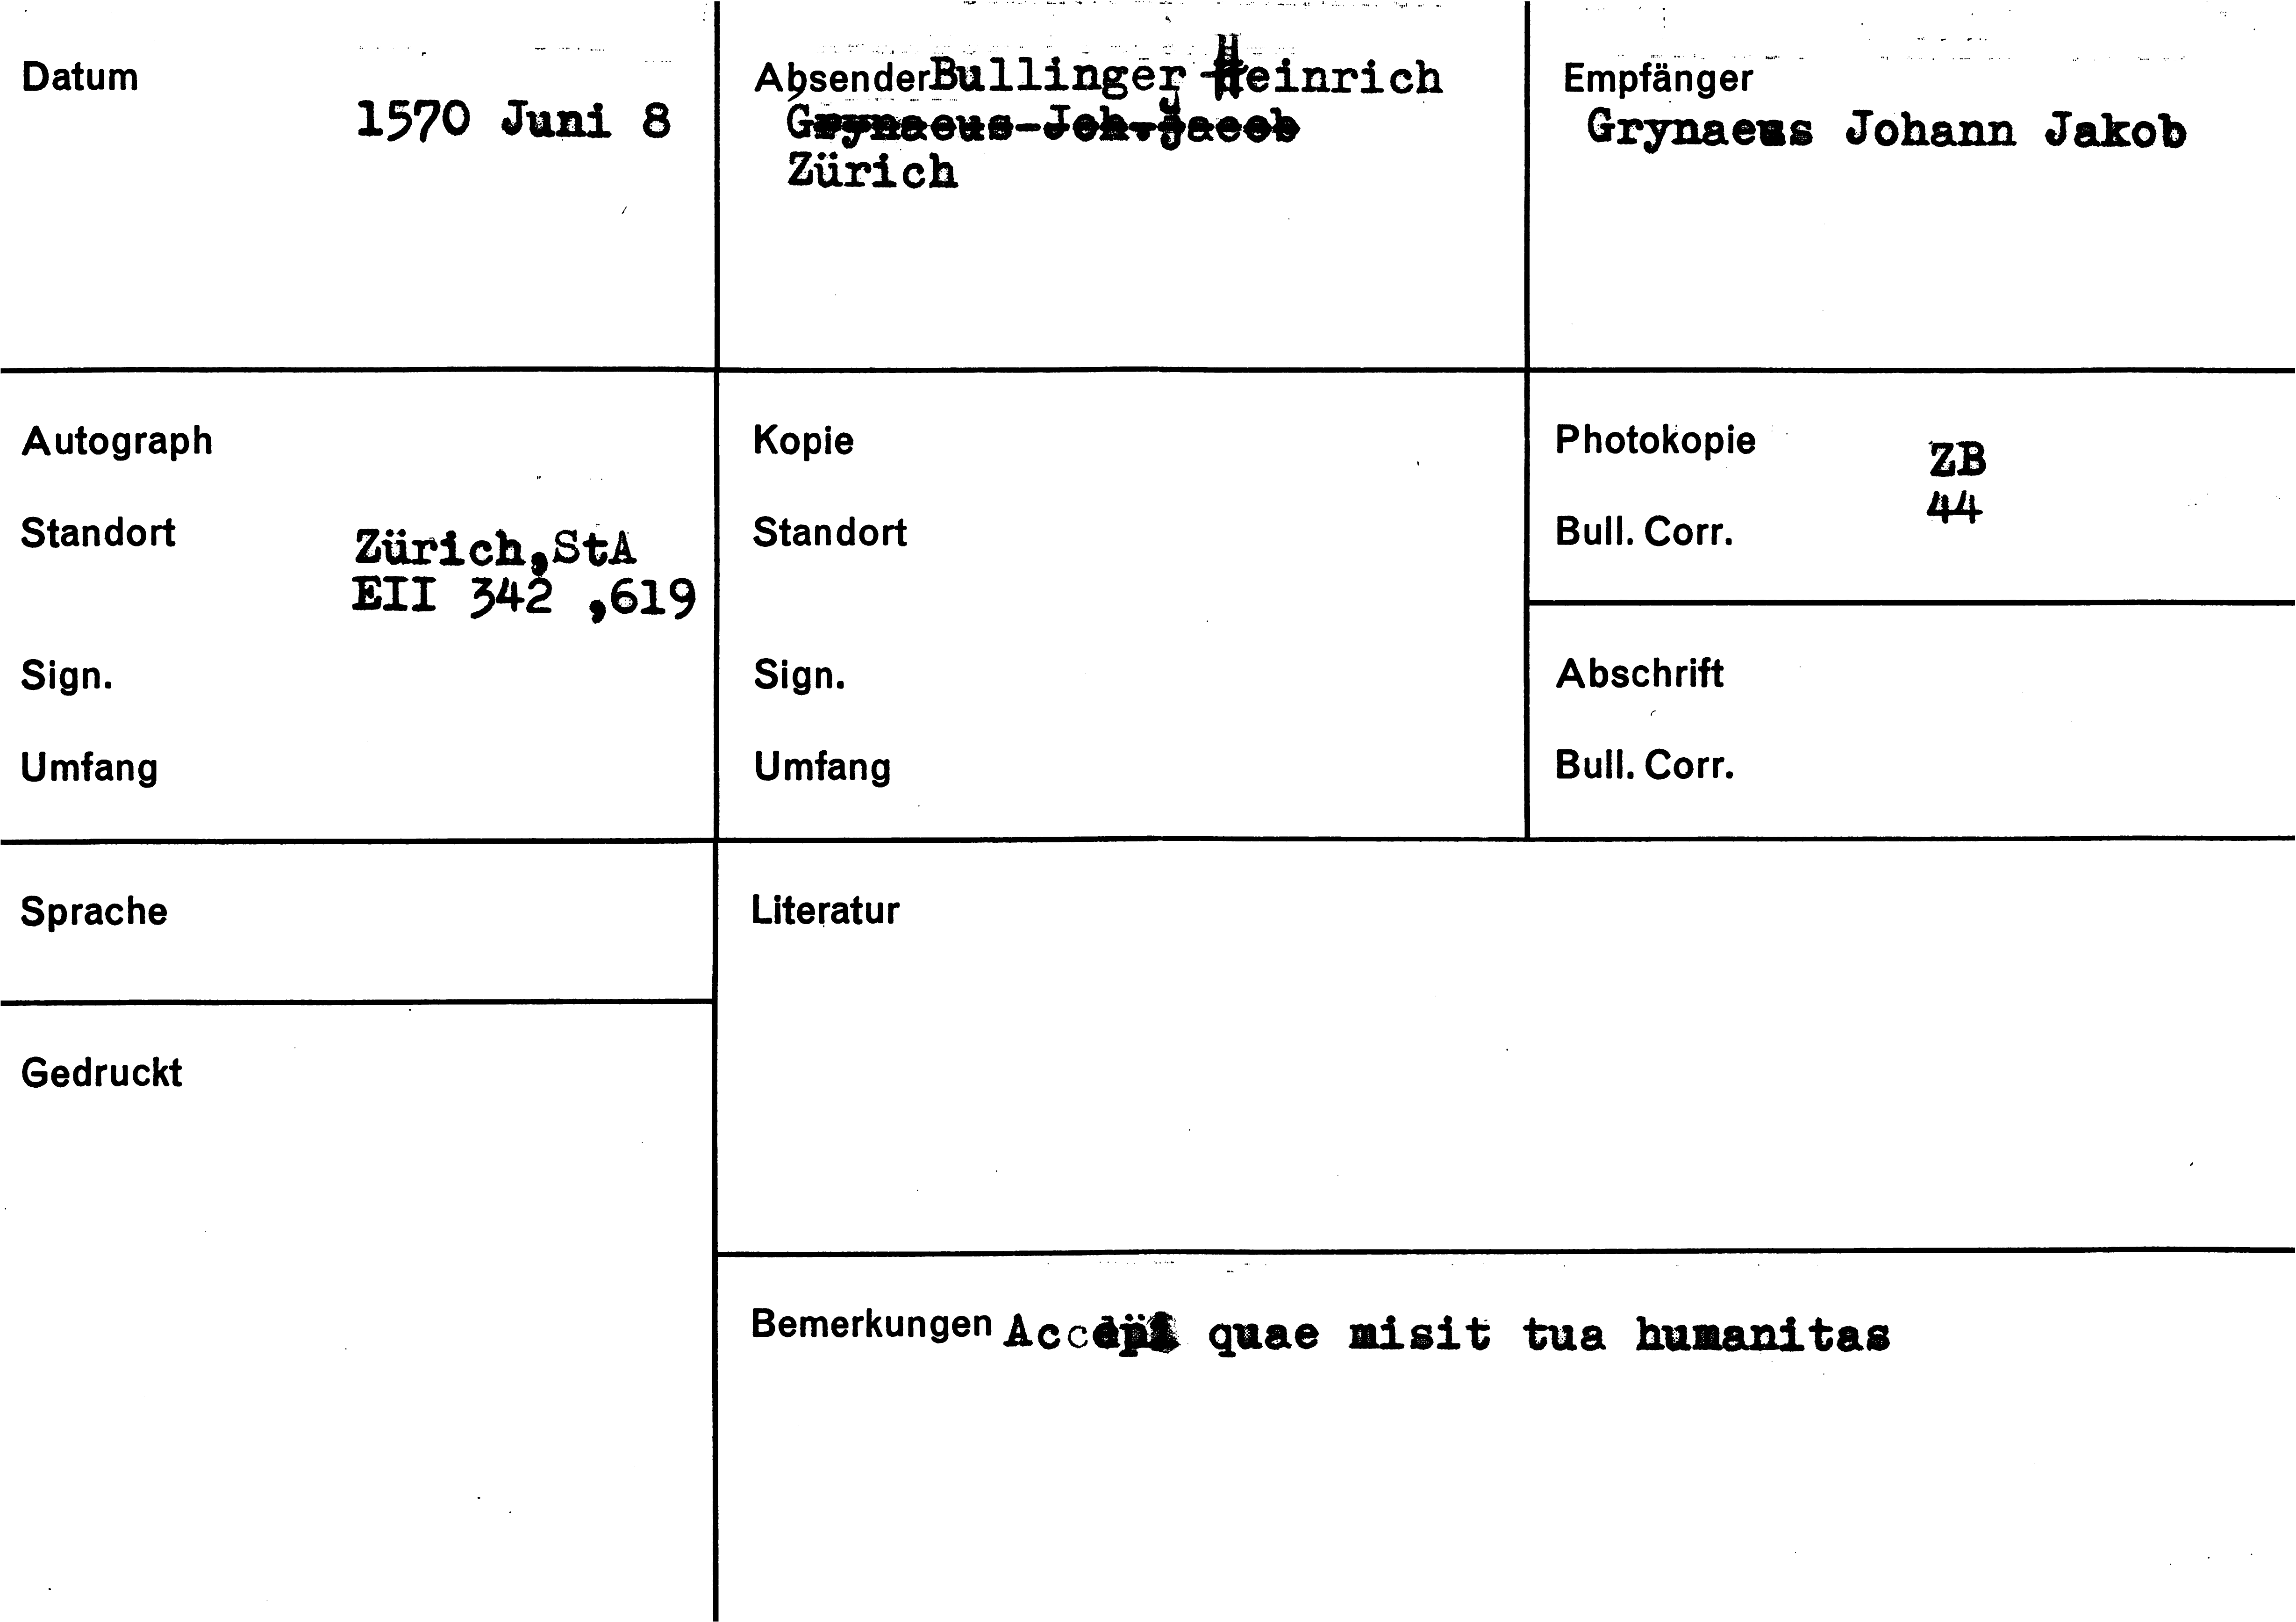 Datum
1570 Juni 8
Absender Bullinger Heinrich
Grynaeus Joh. Jacob
Zürich
Empfänger
Grynaeus Johann Jakob
Autograph
Standort
Zürich,StA
EII 342 ,619
Sign.
Umfang
Kopie
Standort
Sign.
Umfang
Photokopie ZB
44
Bull. Corr.
Abschrift
Bull. Corr.
Sprache
Gedruckt
Literatur
Bemerkungen Accepi quae misit tua humanitas